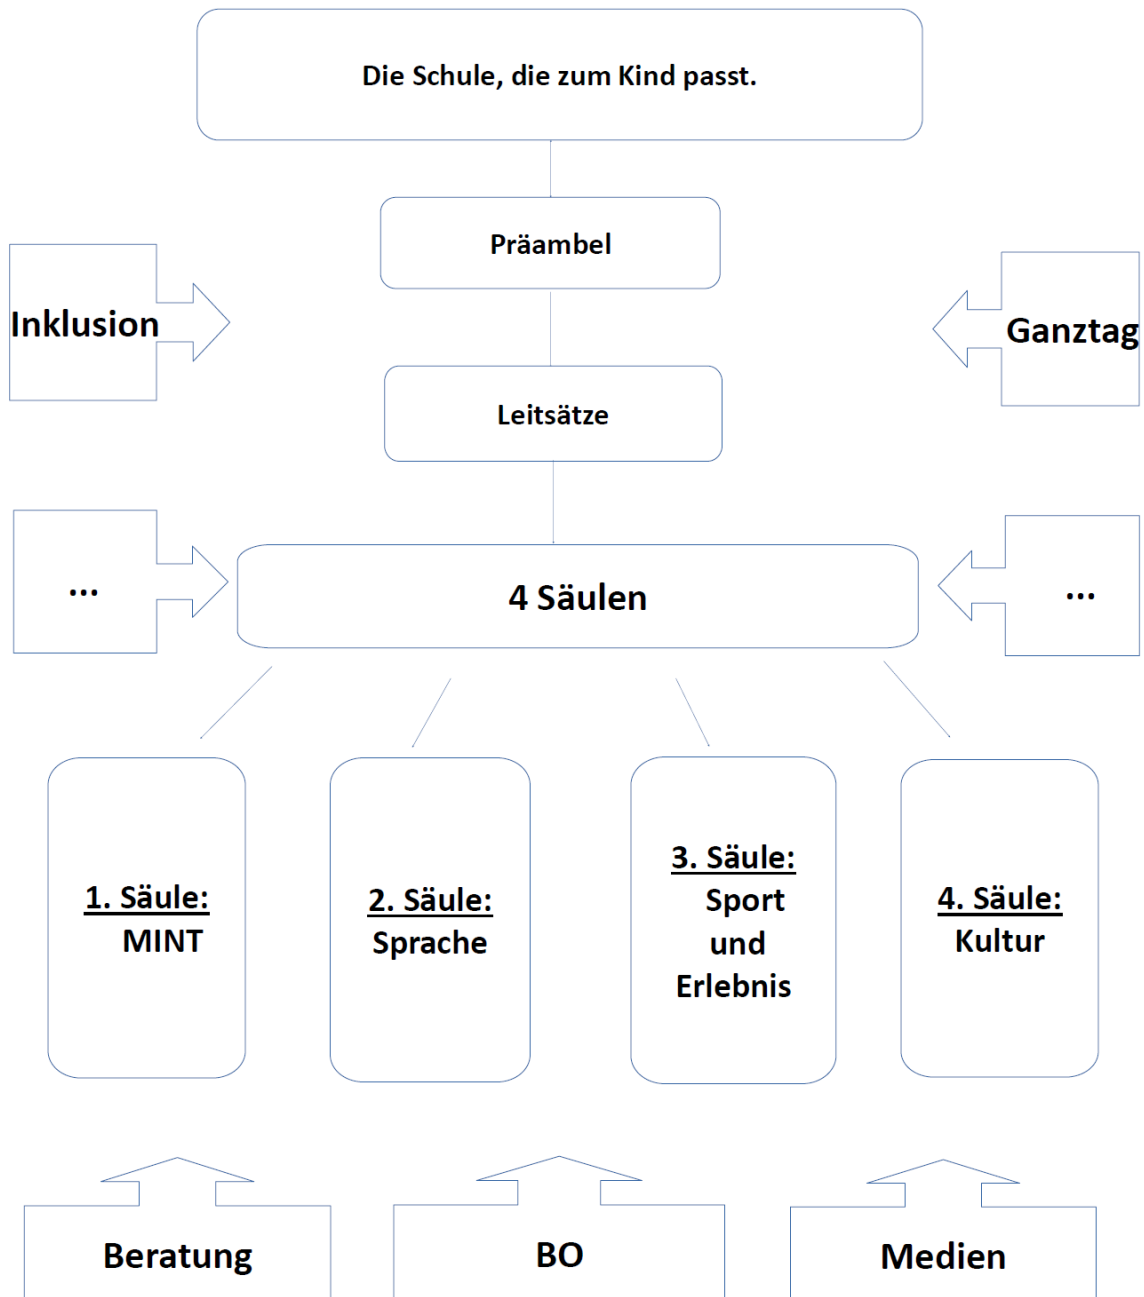 Die Schule, die zum Kind passt.
Präambel
Inklusion
Ganztag
Leitsätze
...
4 Säulen
...
1. Säule:
MINT
2. Säule:
Sprache
3. Säule:
Sport
und
Erlebnis
4. Säule:
Kultur
Beratung
BO
Medien